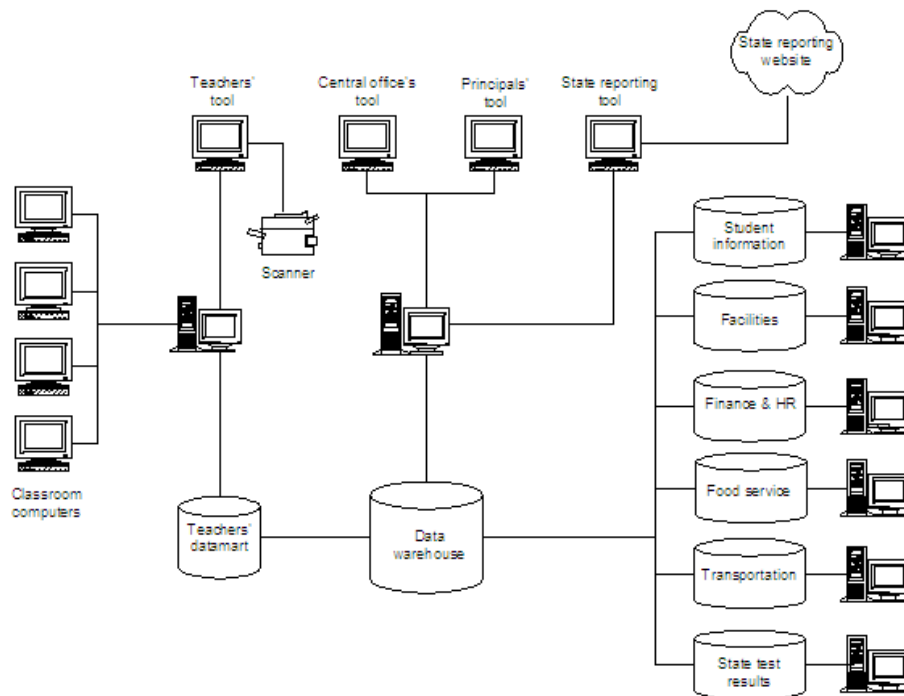 State reporting
website
Teachers'
tool
Central office's
tool
Principals'
tool
State reporting
tool
Scanner
Classroom
computers
Teachers'
datamart
Data
warehouse
Student
information
Facilities
Finance & HR
Food service
Transportation
State test
results